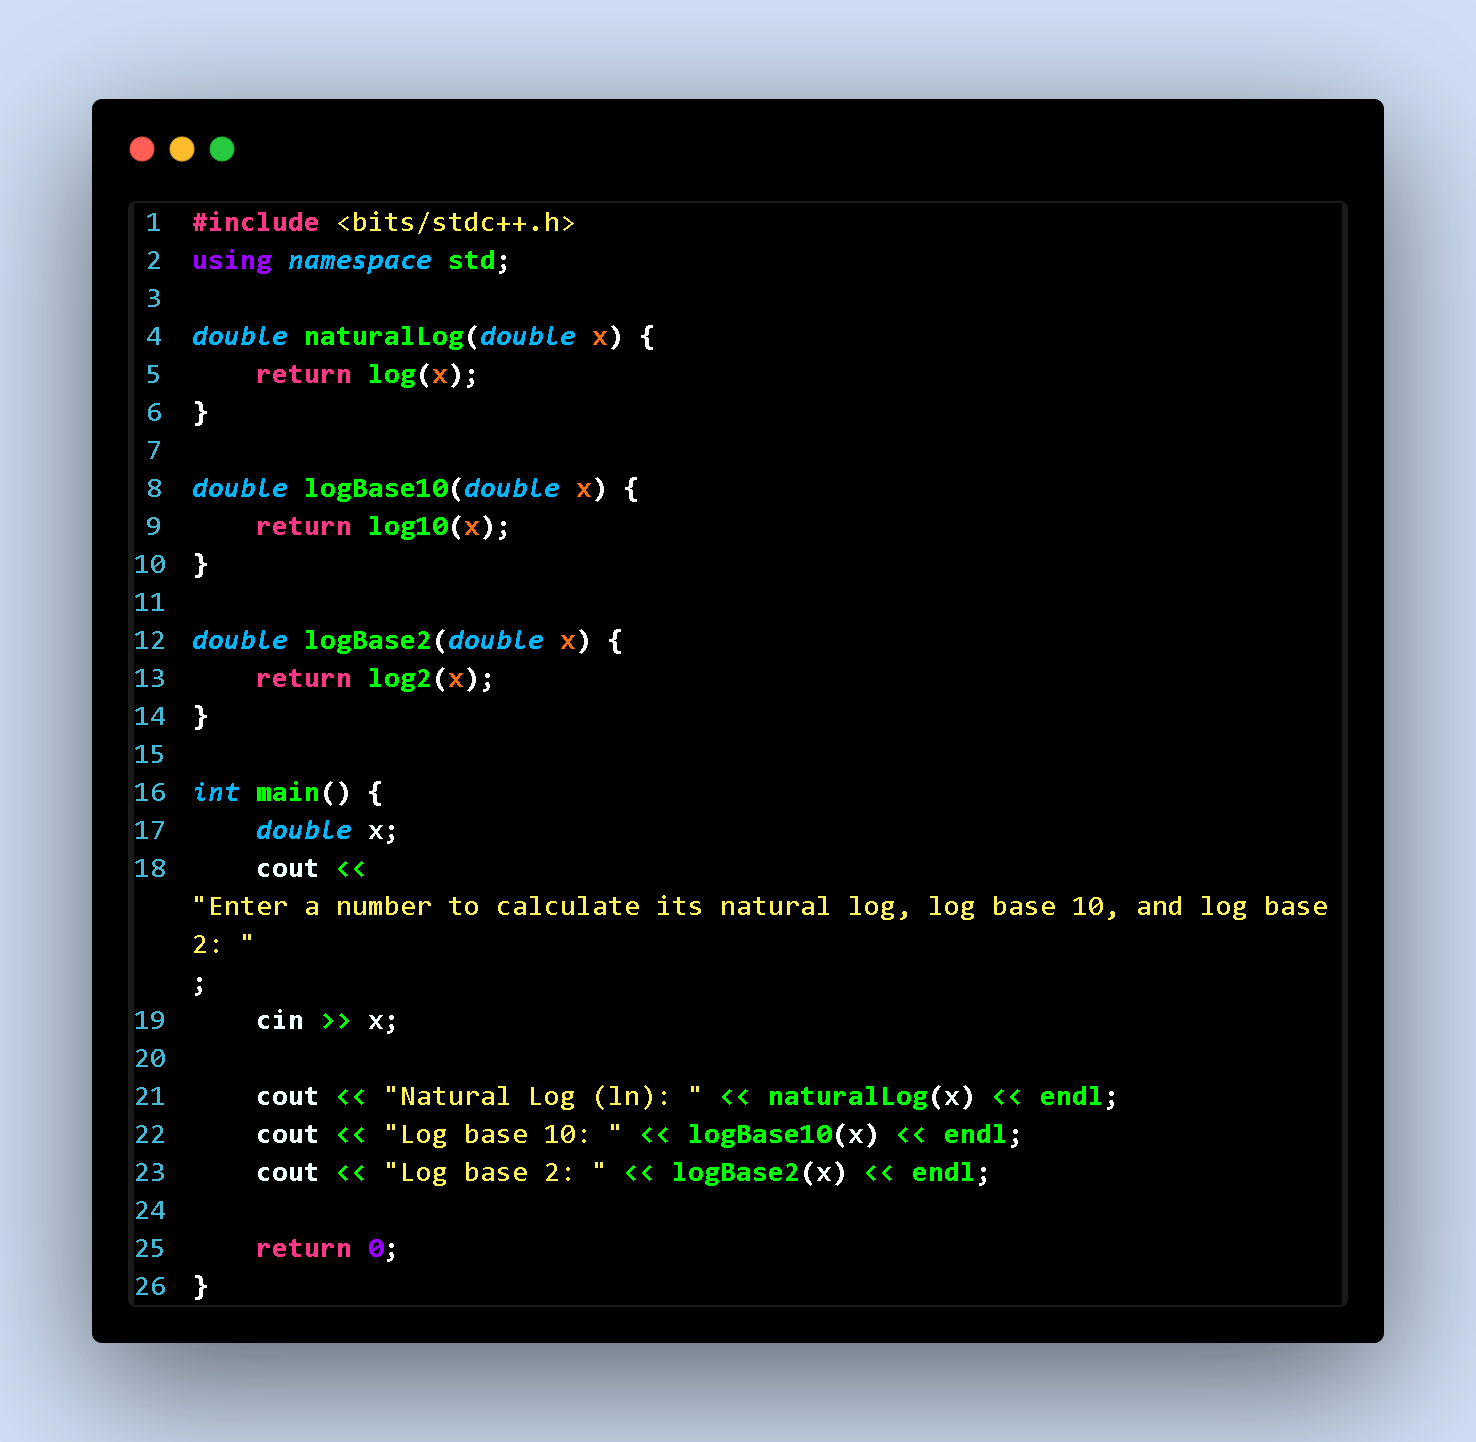 1 #include <bits/stdc++.h>
2 using namespace std;
3
4 double naturalLog(double x) {
5     return log(x);
6 }
7
8 double logBase10(double x) {
9     return log10(x);
10 }
11
12 double logBase2(double x) {
13     return log2(x);
14 }
15
16 int main() {
17     double x;
18     cout <<
"Enter a number to calculate its natural log, log base 10, and log base
2: "
;
19     cin >> x;
20
21     cout << "Natural Log (ln): " << naturalLog(x) << endl;
22     cout << "Log base 10: " << logBase10(x) << endl;
23     cout << "Log base 2: " << logBase2(x) << endl;
24
25     return 0;
26 }